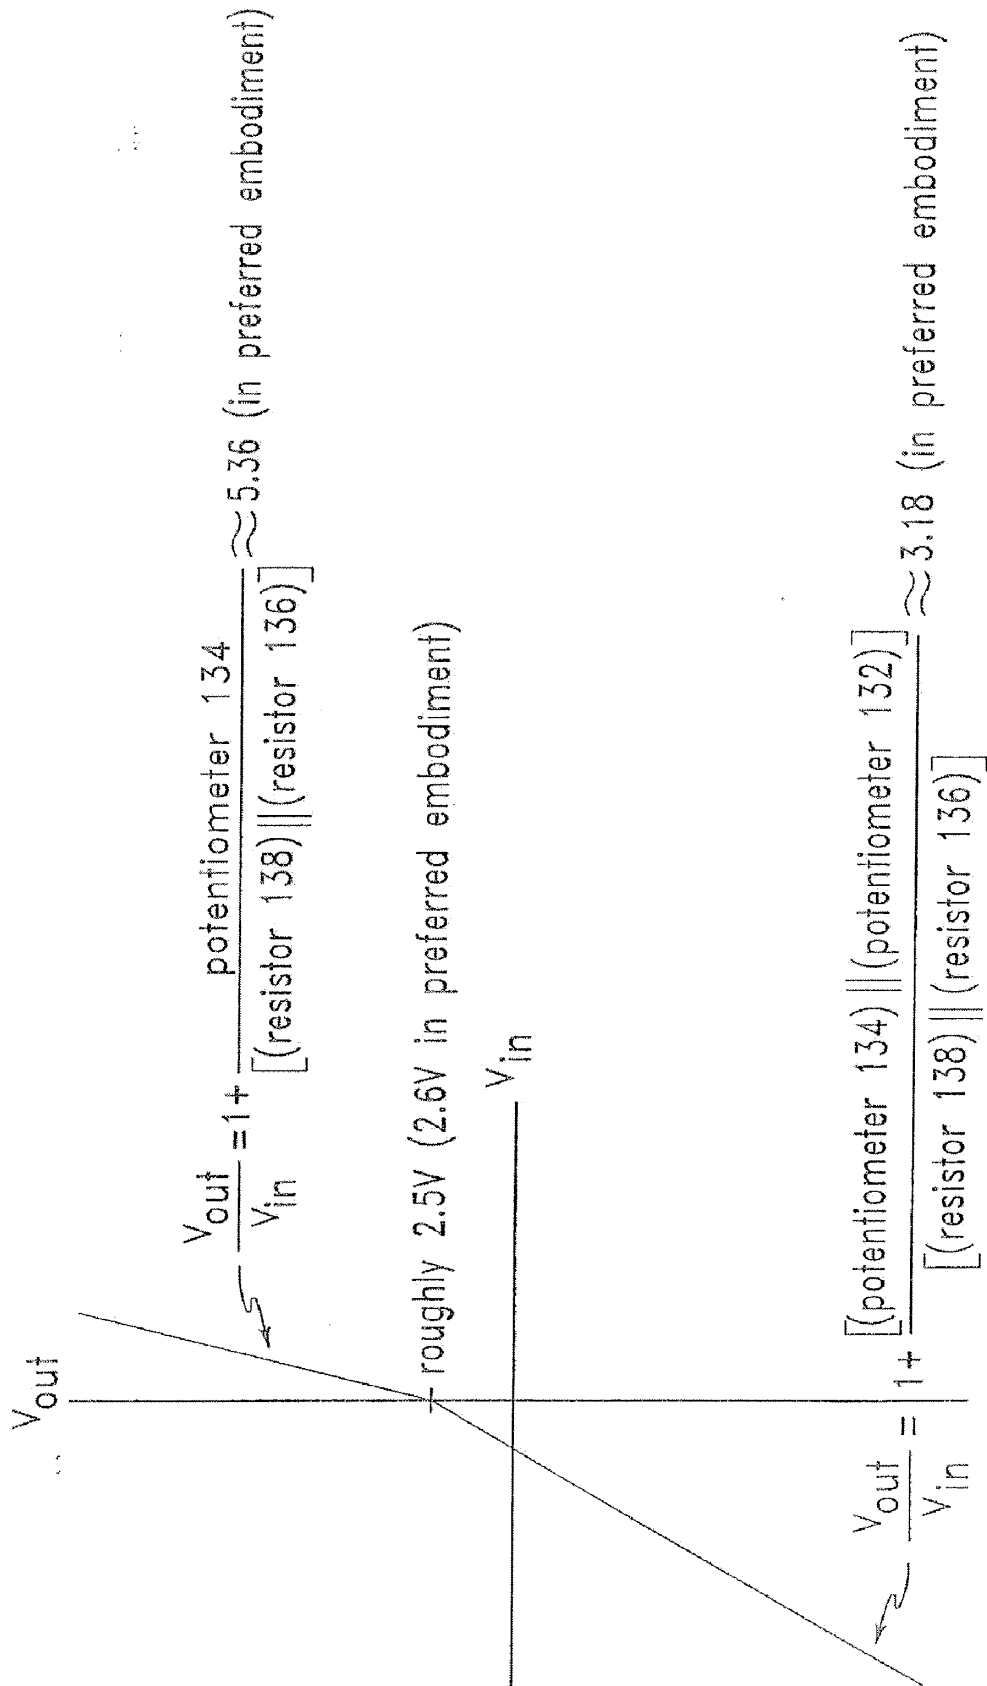 V_out
V_out / V_in = 1+ potentiometer 134 / [(resistor 138)||(resistor 136)] ≈ 5.36 (in preferred embodiment)
roughly 2.5V (2.6V in preferred embodiment)
V_in
V_out / V_in = 1+ [(potentiometer 134)||(potentiometer 132)] / [(resistor 138)||(resistor 136)] ≈ 3.18 (in preferred embodiment)